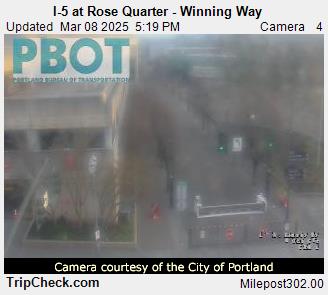 I-5 at Rose Quarter - Winning Way
Updated Mar 08 2025 5:19 PM Camera 4
PBOT
PORTLAND BUREAU OF TRANSPORTATION
Camera courtesy of the City of Portland
TripCheck.com Milepost302.00